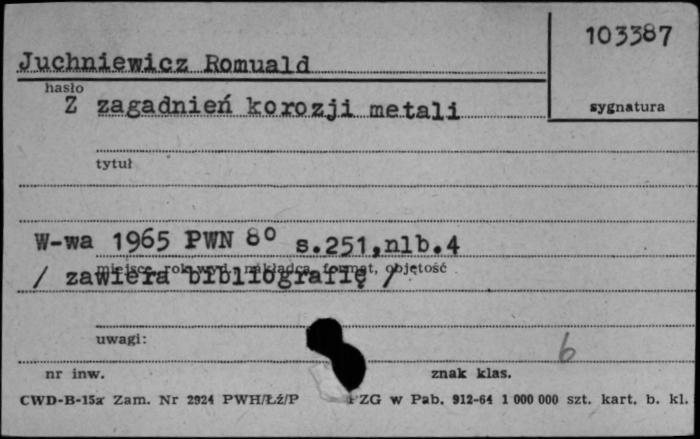 103387
Juchniewicz Romuald
hasło
Z zagadnień korozji metali
sygnatura
tytuł
W-wa 1965 PWN 8º s.251,nlb.4
miejsce, rok wyd., nakładca, format, objętość
/ zawiera bibliografię /
uwagi:
6
nr inw.
znak klas.
CWD-B-15a Zam. Nr 2924 PWH/Łź/P PZG w Pab. 912-64 1 000 000 szt. kart. b. kl.